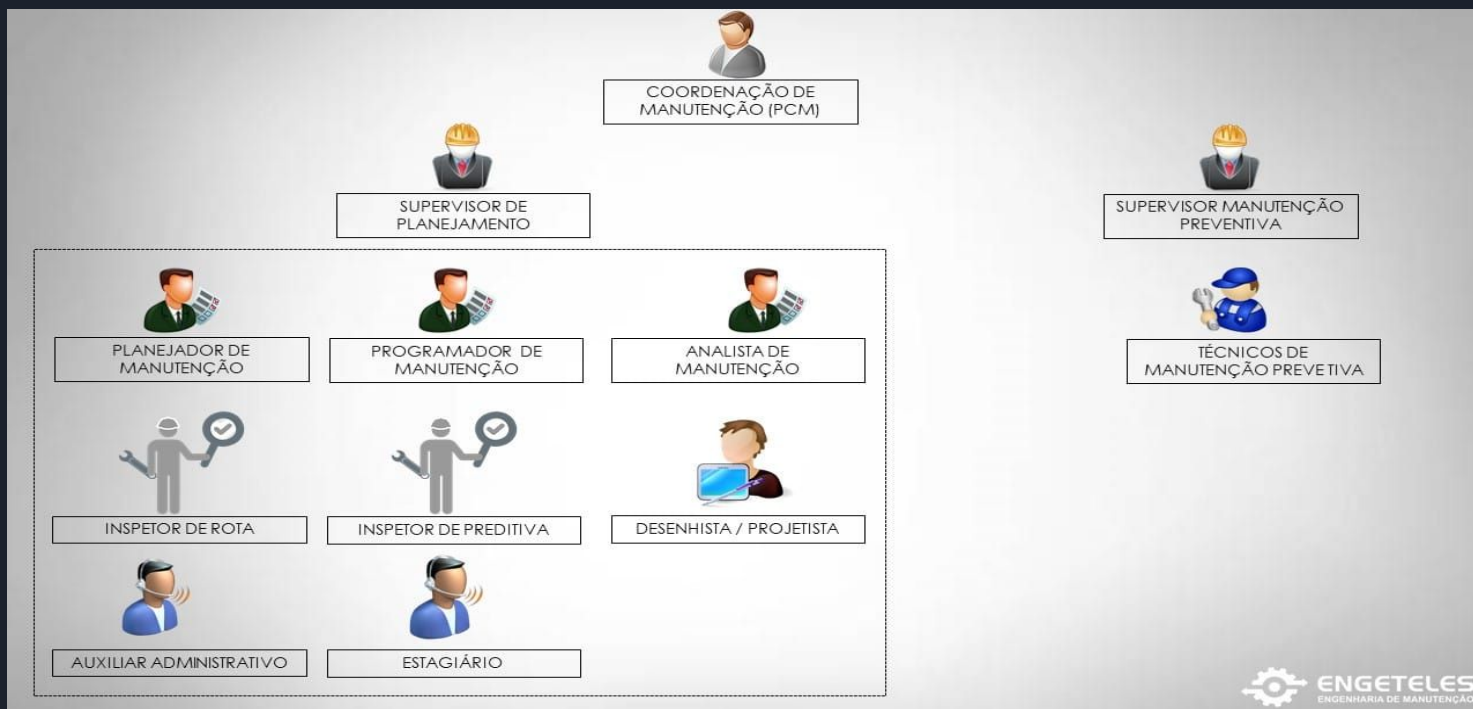 COORDENAÇÃO DE
MANUTENÇÃO (PCM)
SUPERVISOR DE
PLANEJAMENTO
SUPERVISOR MANUTENÇÃO
PREVENTIVA
PLANEJADOR DE
MANUTENÇÃO
PROGRAMADOR DE
MANUTENÇÃO
ANALISTA DE
MANUTENÇÃO
TÉCNICOS DE
MANUTENÇÃO PREVETIVA
INSPETOR DE ROTA
INSPETOR DE PREDITIVA
DESENHISTA / PROJETISTA
AUXILIAR ADMINISTRATIVO
ESTAGIÁRIO
ENGETELES
ENGENHARIA DE MANUTENÇÃO